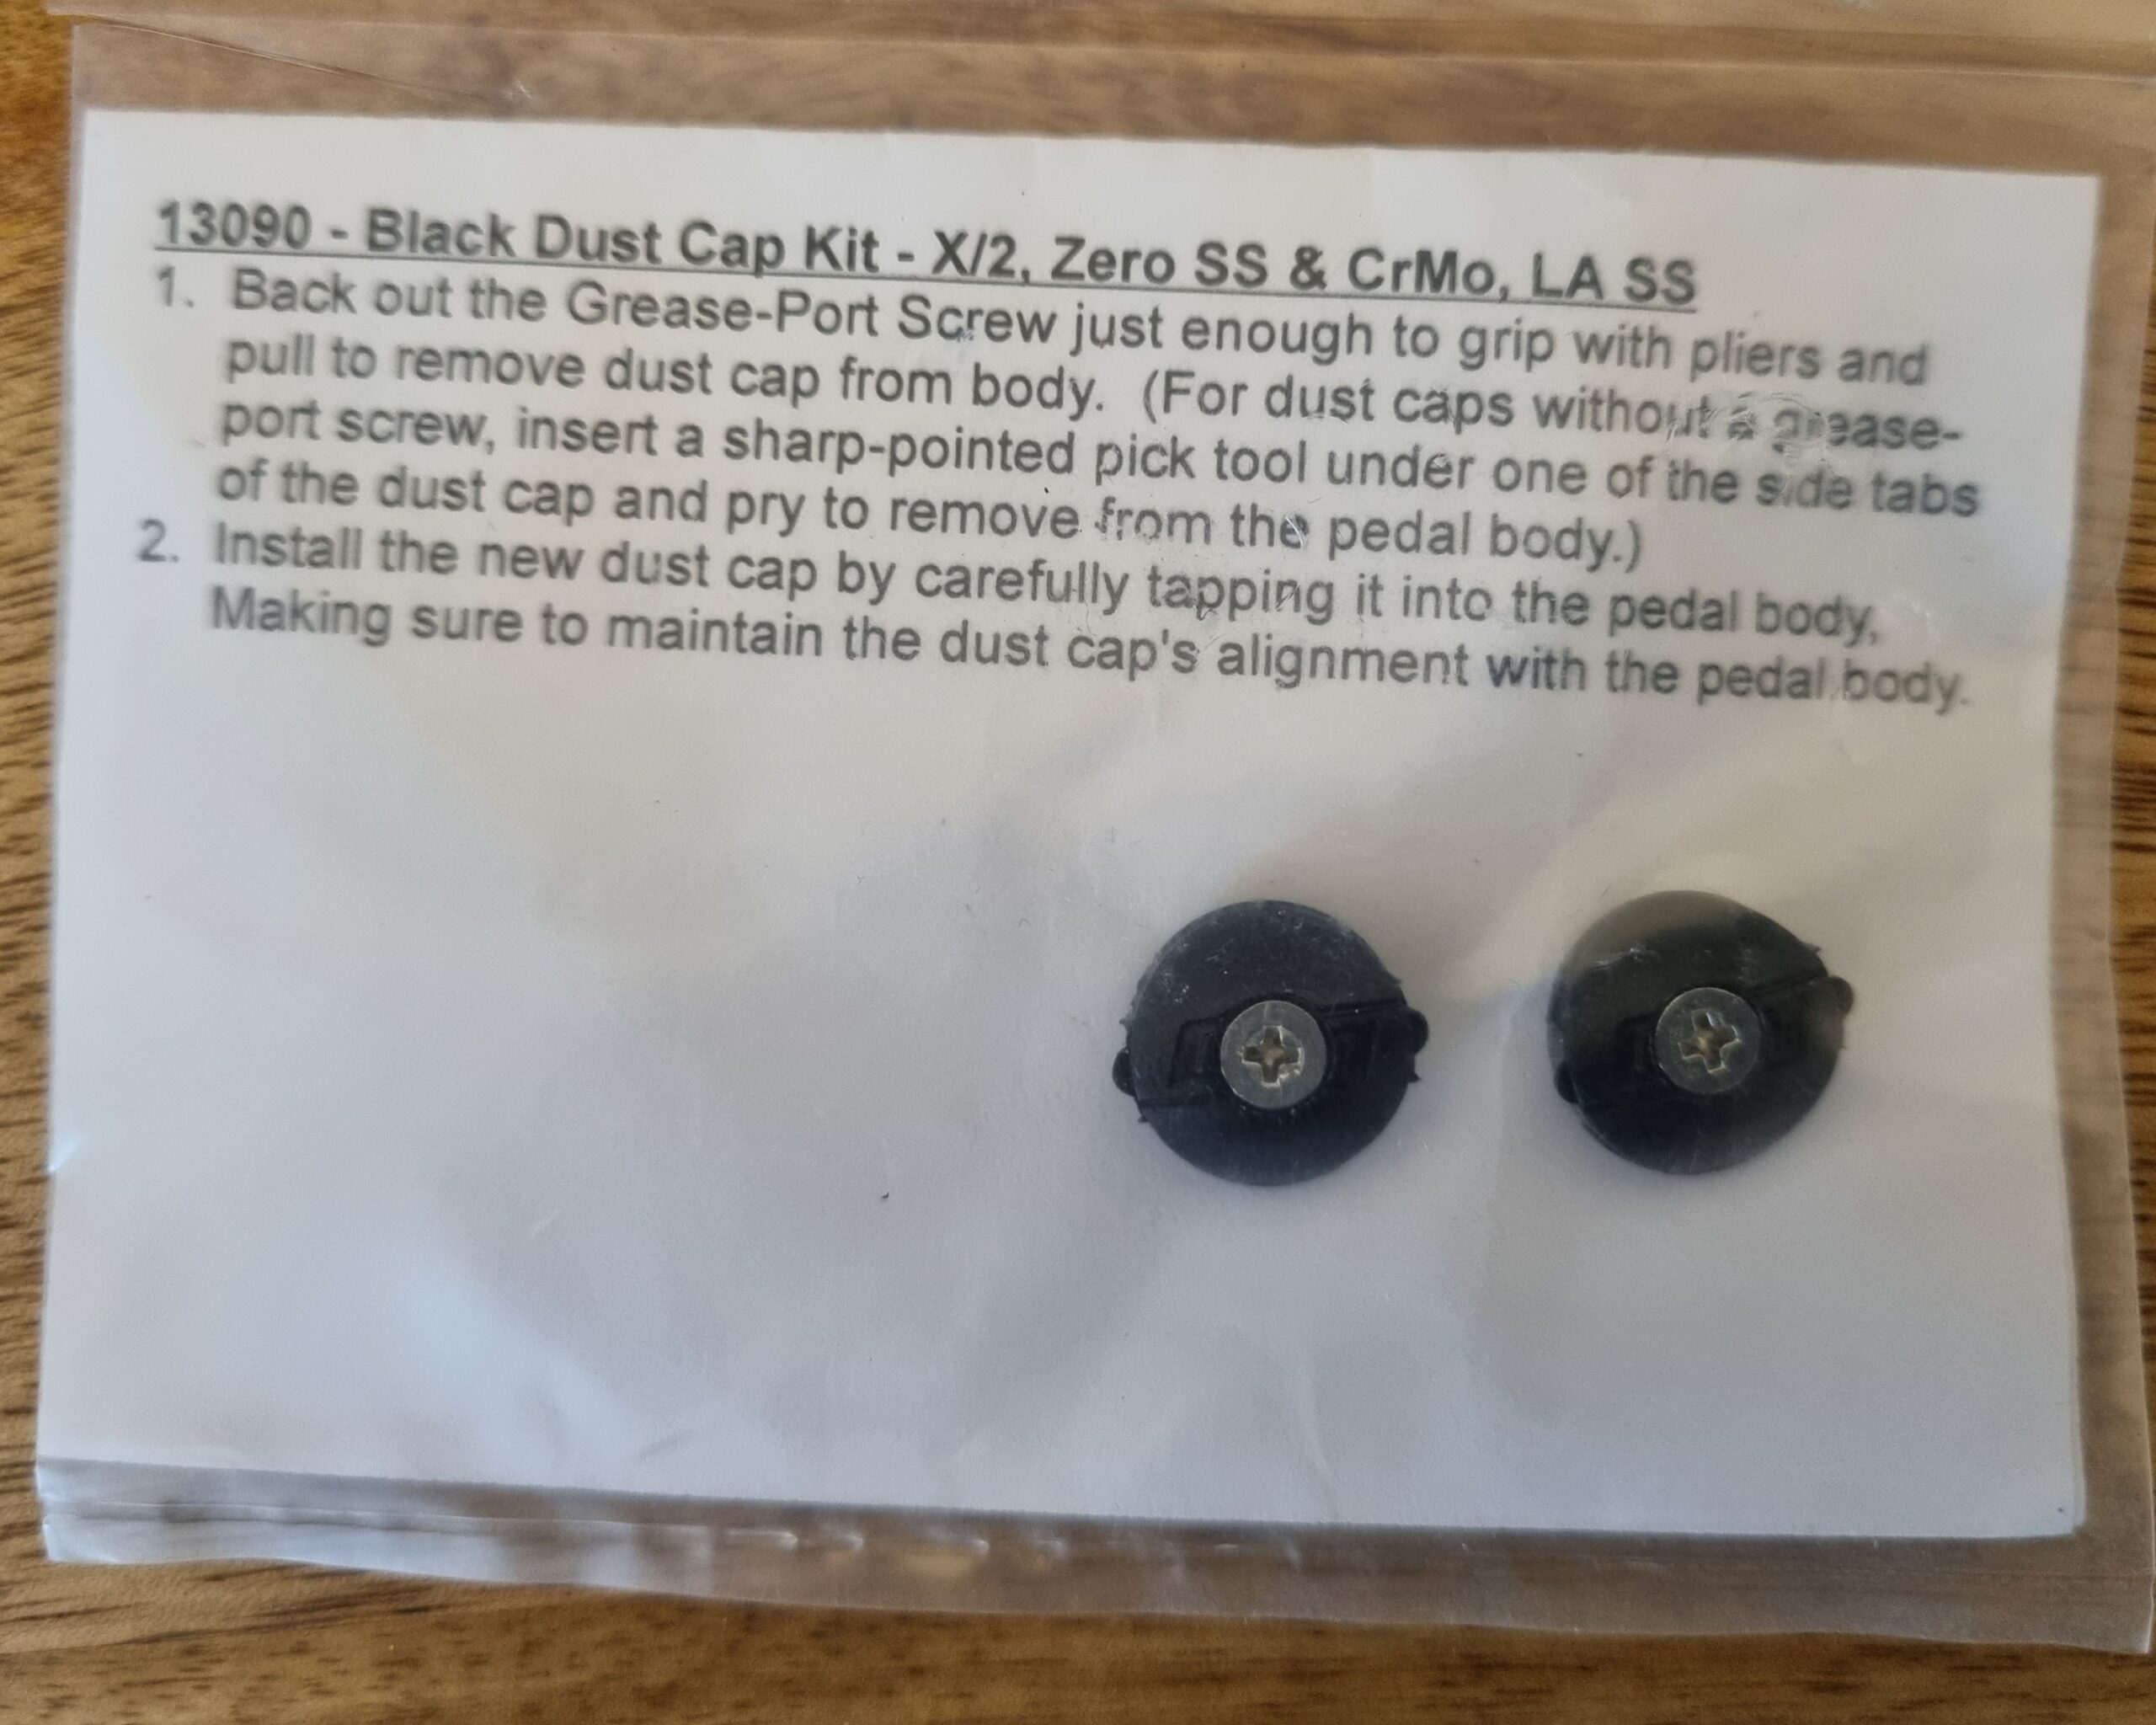 13090 - Black Dust Cap Kit - X/2, Zero SS & CrMo, LA SS
1. Back out the Grease-Port Screw just enough to grip with pliers and
pull to remove dust cap from body. (For dust caps without a grease-
port screw, insert a sharp-pointed pick tool under one of the side tabs
of the dust cap and pry to remove from the pedal body.)
2. Install the new dust cap by carefully tapping it into the pedal body,
Making sure to maintain the dust cap's alignment with the pedal body.